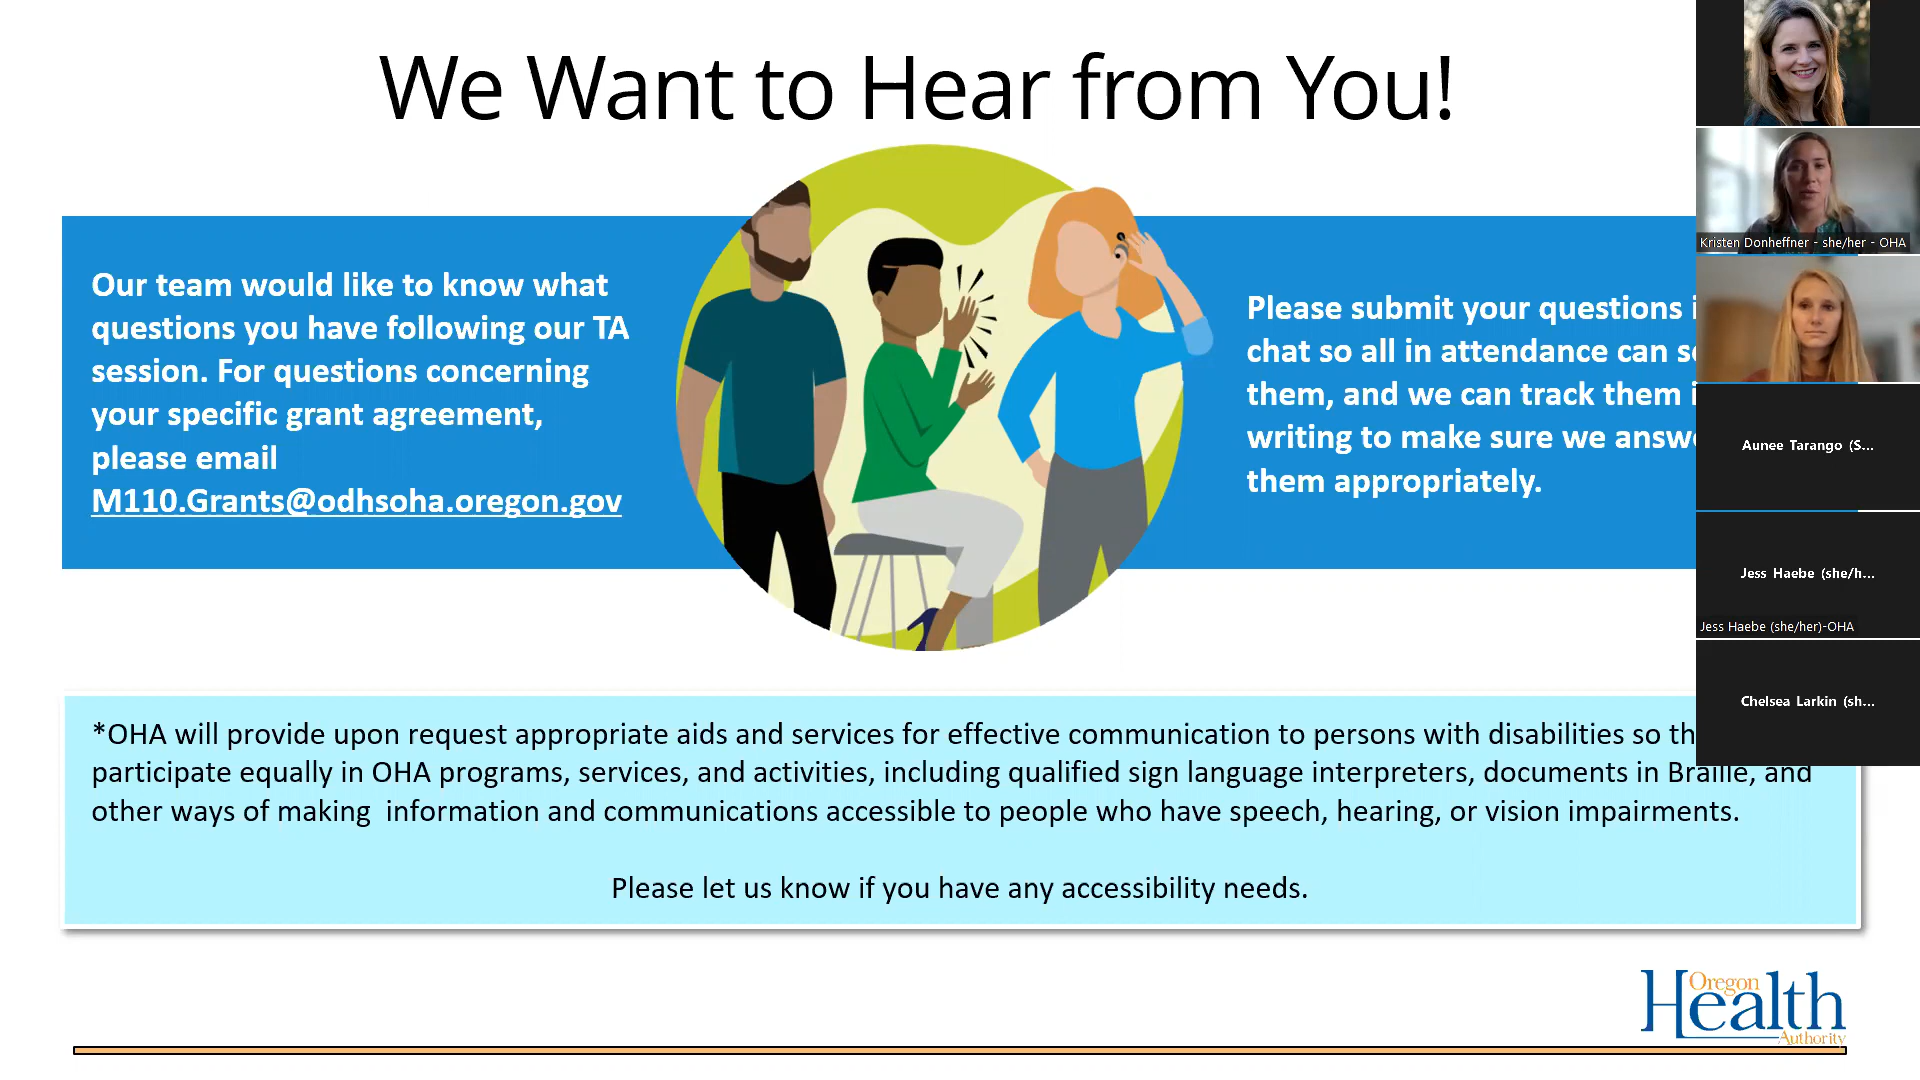 We Want to Hear from You!
Our team would like to know what
questions you have following our TA
session. For questions concerning
your specific grant agreement,
please email
M110.Grants@odhsoha.oregon.gov
Please submit your questions
chat so all in attendance can
them, and we can track them
writing to make sure we
them appropriately.
*OHA will provide upon request appropriate aids and services for effective communication to persons with disabilities so
participate equally in OHA programs, services, and activities, including qualified sign language interpreters, documents in Braille, and
other ways of making information and communications accessible to people who have speech, hearing, or vision impairments.
Please let us know if you have any accessibility needs.
Kristen Donheffner - she/her - OHA
Aunee Tarango (S...
Jess Haebe (she/h...
Jess Haebe (she/her)-OHA
Chelsea Larkin (sh...
Oregon
Health
Authority